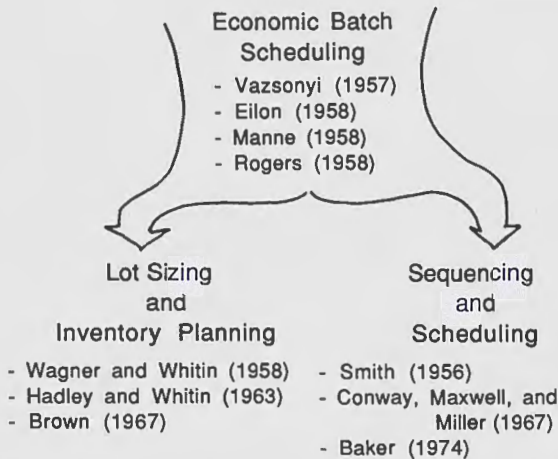 Economic Batch
Scheduling
- Vazsonyi (1957)
- Eilon (1958)
- Manne (1958)
- Rogers (1958)
Lot Sizing
and
Inventory Planning
- Wagner and Whitin (1958)
- Hadley and Whitin (1963)
- Brown (1967)
Sequencing
and
Scheduling
- Smith (1956)
- Conway, Maxwell, and
Miller (1967)
- Baker (1974)